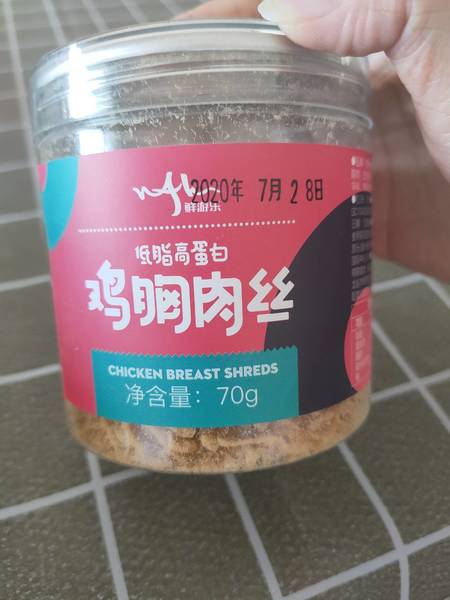 2020年 7月 28日
鲜游乐
低脂高蛋白
鸡胸肉丝
CHICKEN BREAST SHREDS
净含量：70g